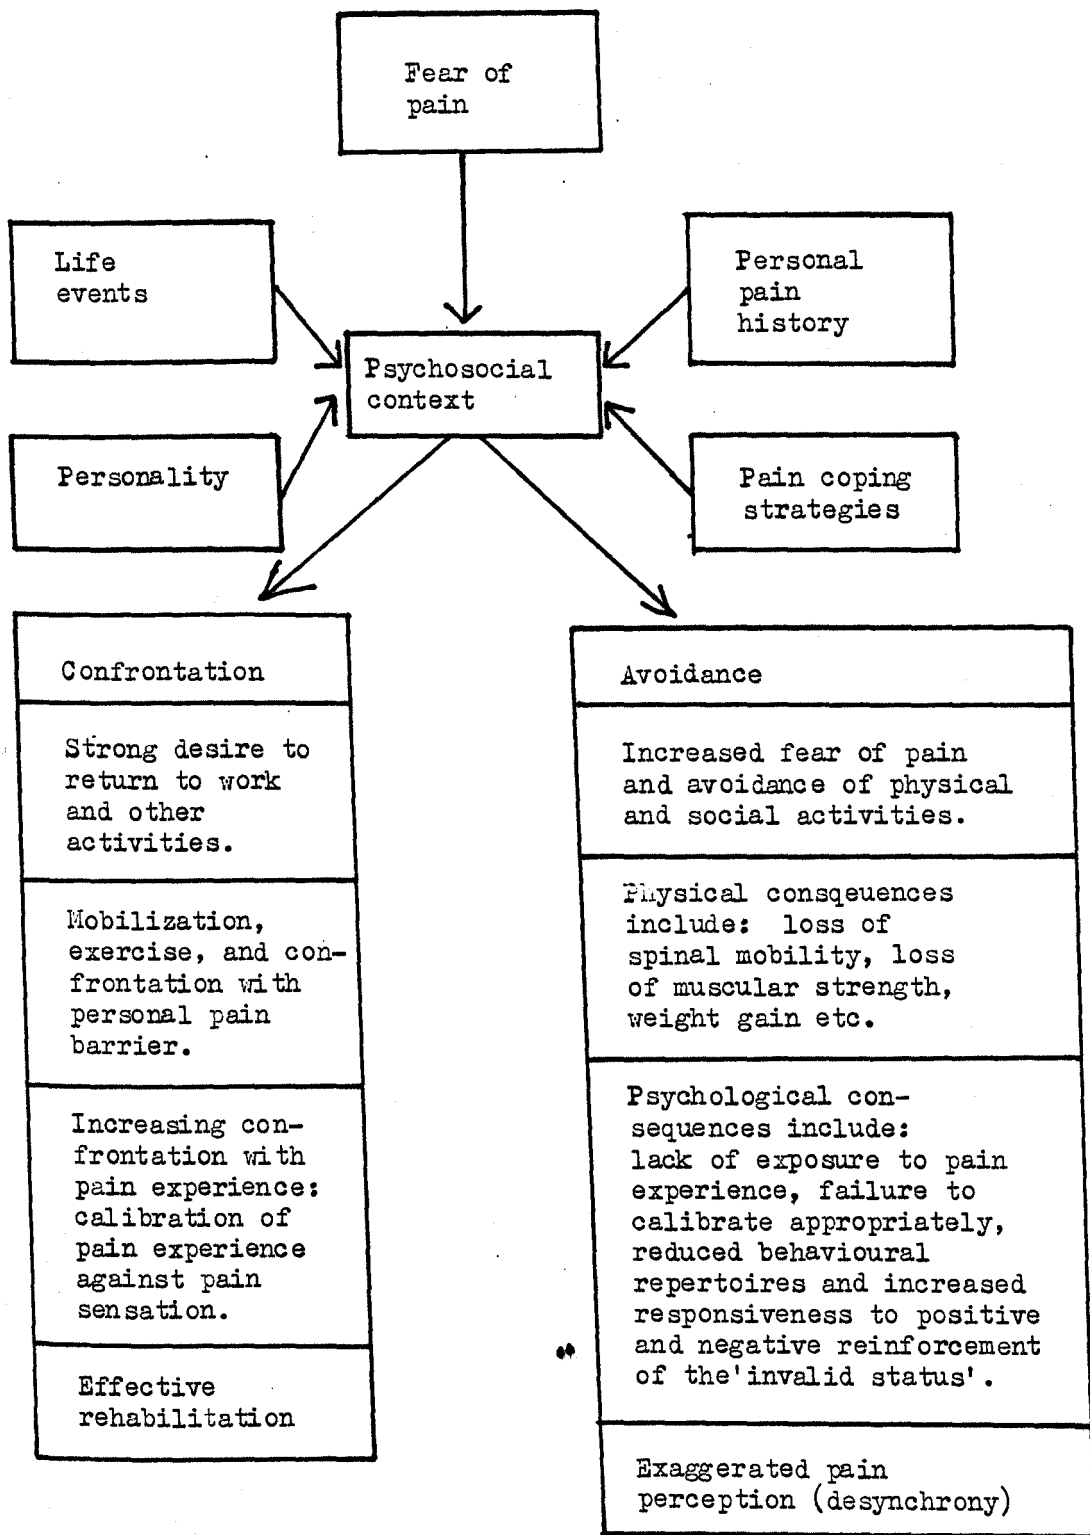 Fear of
pain
Life
events
Personal
pain
history
Psychosocial
context
Personality
Pain coping
strategies
Confrontation
Strong desire to
return to work
and other
activities.
Mobilization,
exercise, and con-
frontation with
personal pain
barrier.
Increasing con-
frontation with
pain experience:
calibration of
pain experience
against pain
sensation.
Effective
rehabilitation
Avoidance
Increased fear of pain
and avoidance of physical
and social activities.
Physical consqeuences
include: loss of
spinal mobility, loss
of muscular strength,
weight gain etc.
Psychological con-
sequences include:
lack of exposure to pain
experience, failure to
calibrate appropriately,
reduced behavioural
repertoires and increased
responsiveness to positive
and negative reinforcement
of the'invalid status'.
Exaggerated pain
perception (desynchrony)